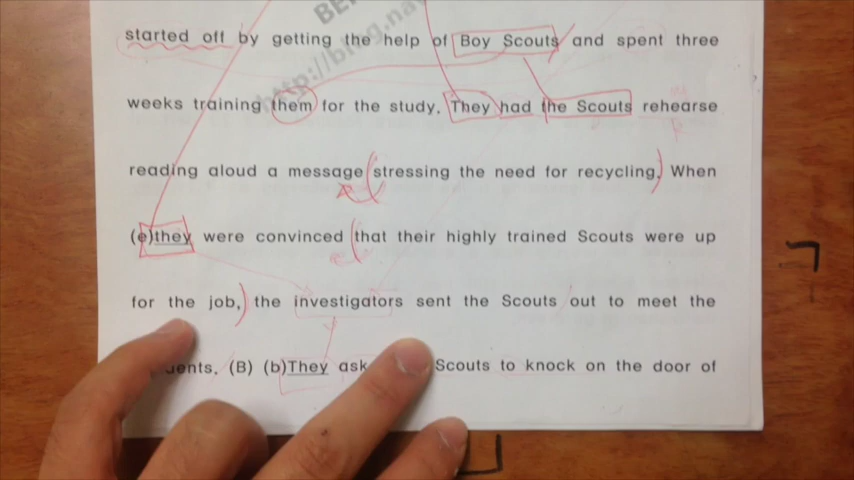 started off by getting the help of Boy Scouts and spent three
weeks training them for the study. They had the Scouts rehearse
reading aloud a message stressing the need for recycling. When
(e)they were convinced that their highly trained Scouts were up
for the job, the investigators sent the Scouts out to meet the
(B) (b)They ask Scouts to knock on the door of